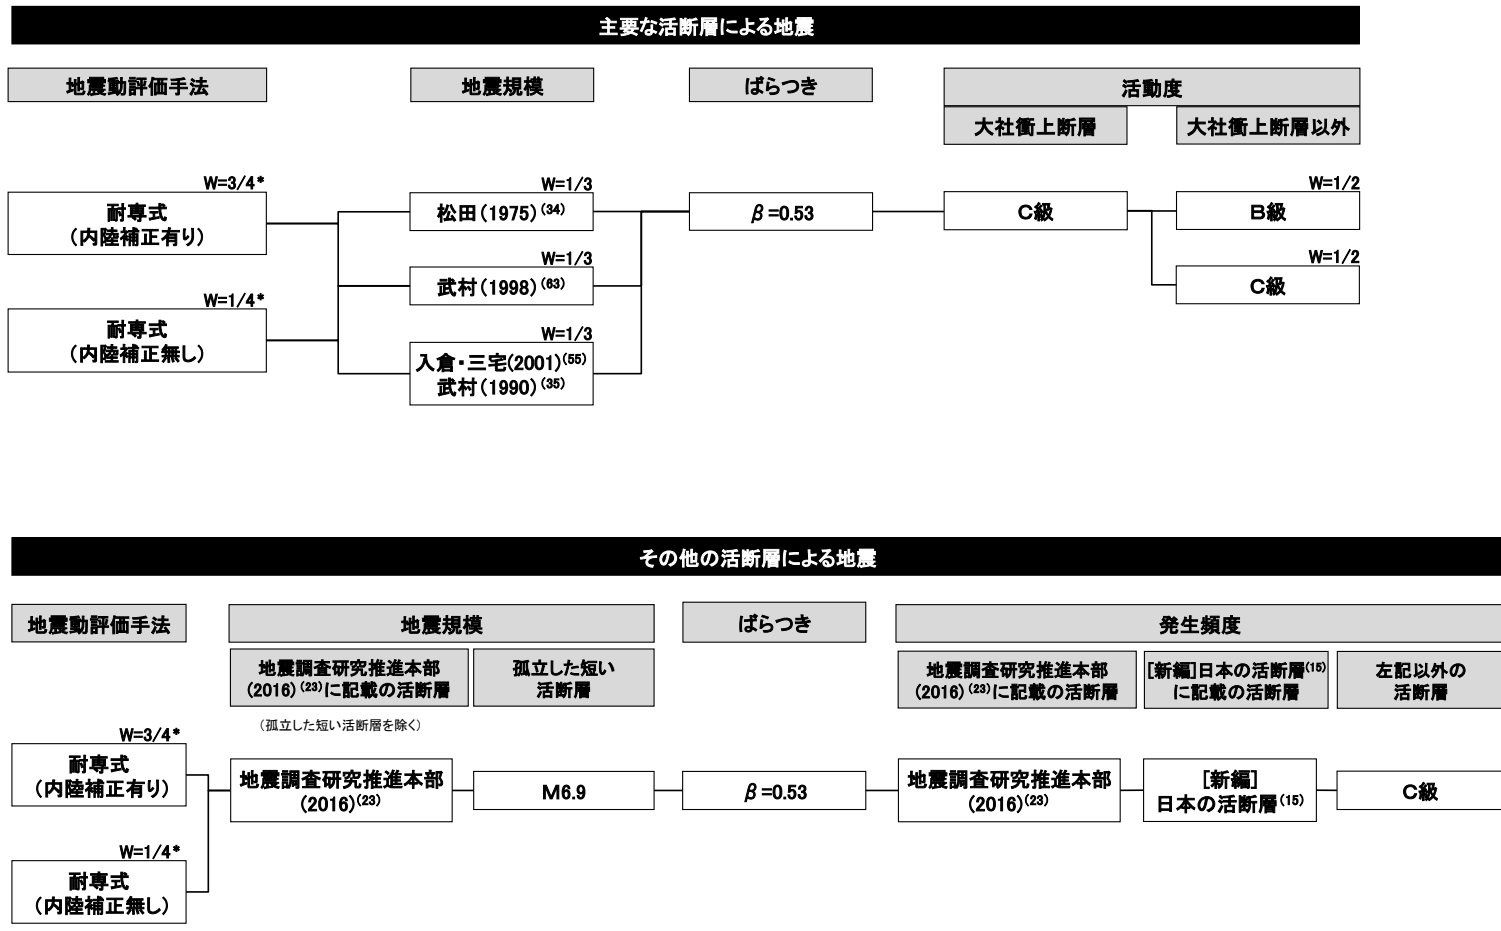 主要な活断層による地震
地震動評価手法
地震規模
ばらつき
活動度
大社衝上断層
大社衝上断層以外
W=3/4*
耐専式
(内陸補正有り)
W=1/4*
耐専式
(内陸補正無し)
W=1/3
松田(1975)(34)
W=1/3
武村(1998)(63)
W=1/3
入倉・三宅(2001)(55)
武村(1990)(35)
β=0.53
C級
W=1/2
B級
W=1/2
C級
その他の活断層による地震
地震動評価手法
地震規模
ばらつき
発生頻度
地震調査研究推進本部
(2016)(23)に記載の活断層
孤立した短い
活断層
地震調査研究推進本部
(2016)(23)に記載の活断層
[新編]日本の活断層(15)
に記載の活断層
左記以外の
活断層
(孤立した短い活断層を除く)
W=3/4*
耐専式
(内陸補正有り)
W=1/4*
耐専式
(内陸補正無し)
地震調査研究推進本部
(2016)(23)
M6.9
β=0.53
地震調査研究推進本部
(2016)(23)
[新編]
日本の活断層(15)
C級